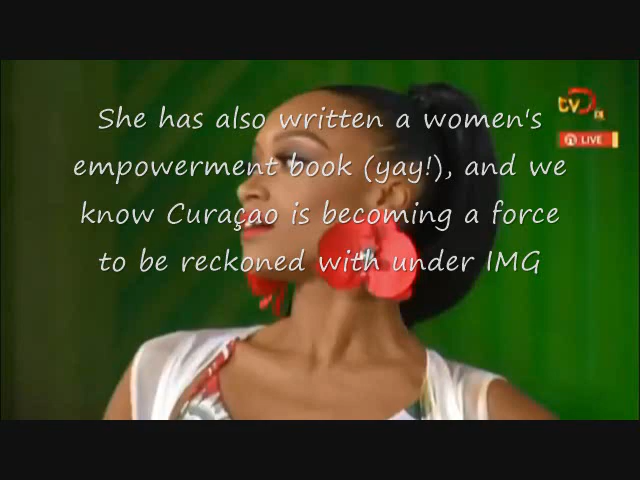 She has also written a women's
empowerment book (yay!), and we
know Curaçao is becoming a force
to be reckoned with under IMG
tv
LIVE